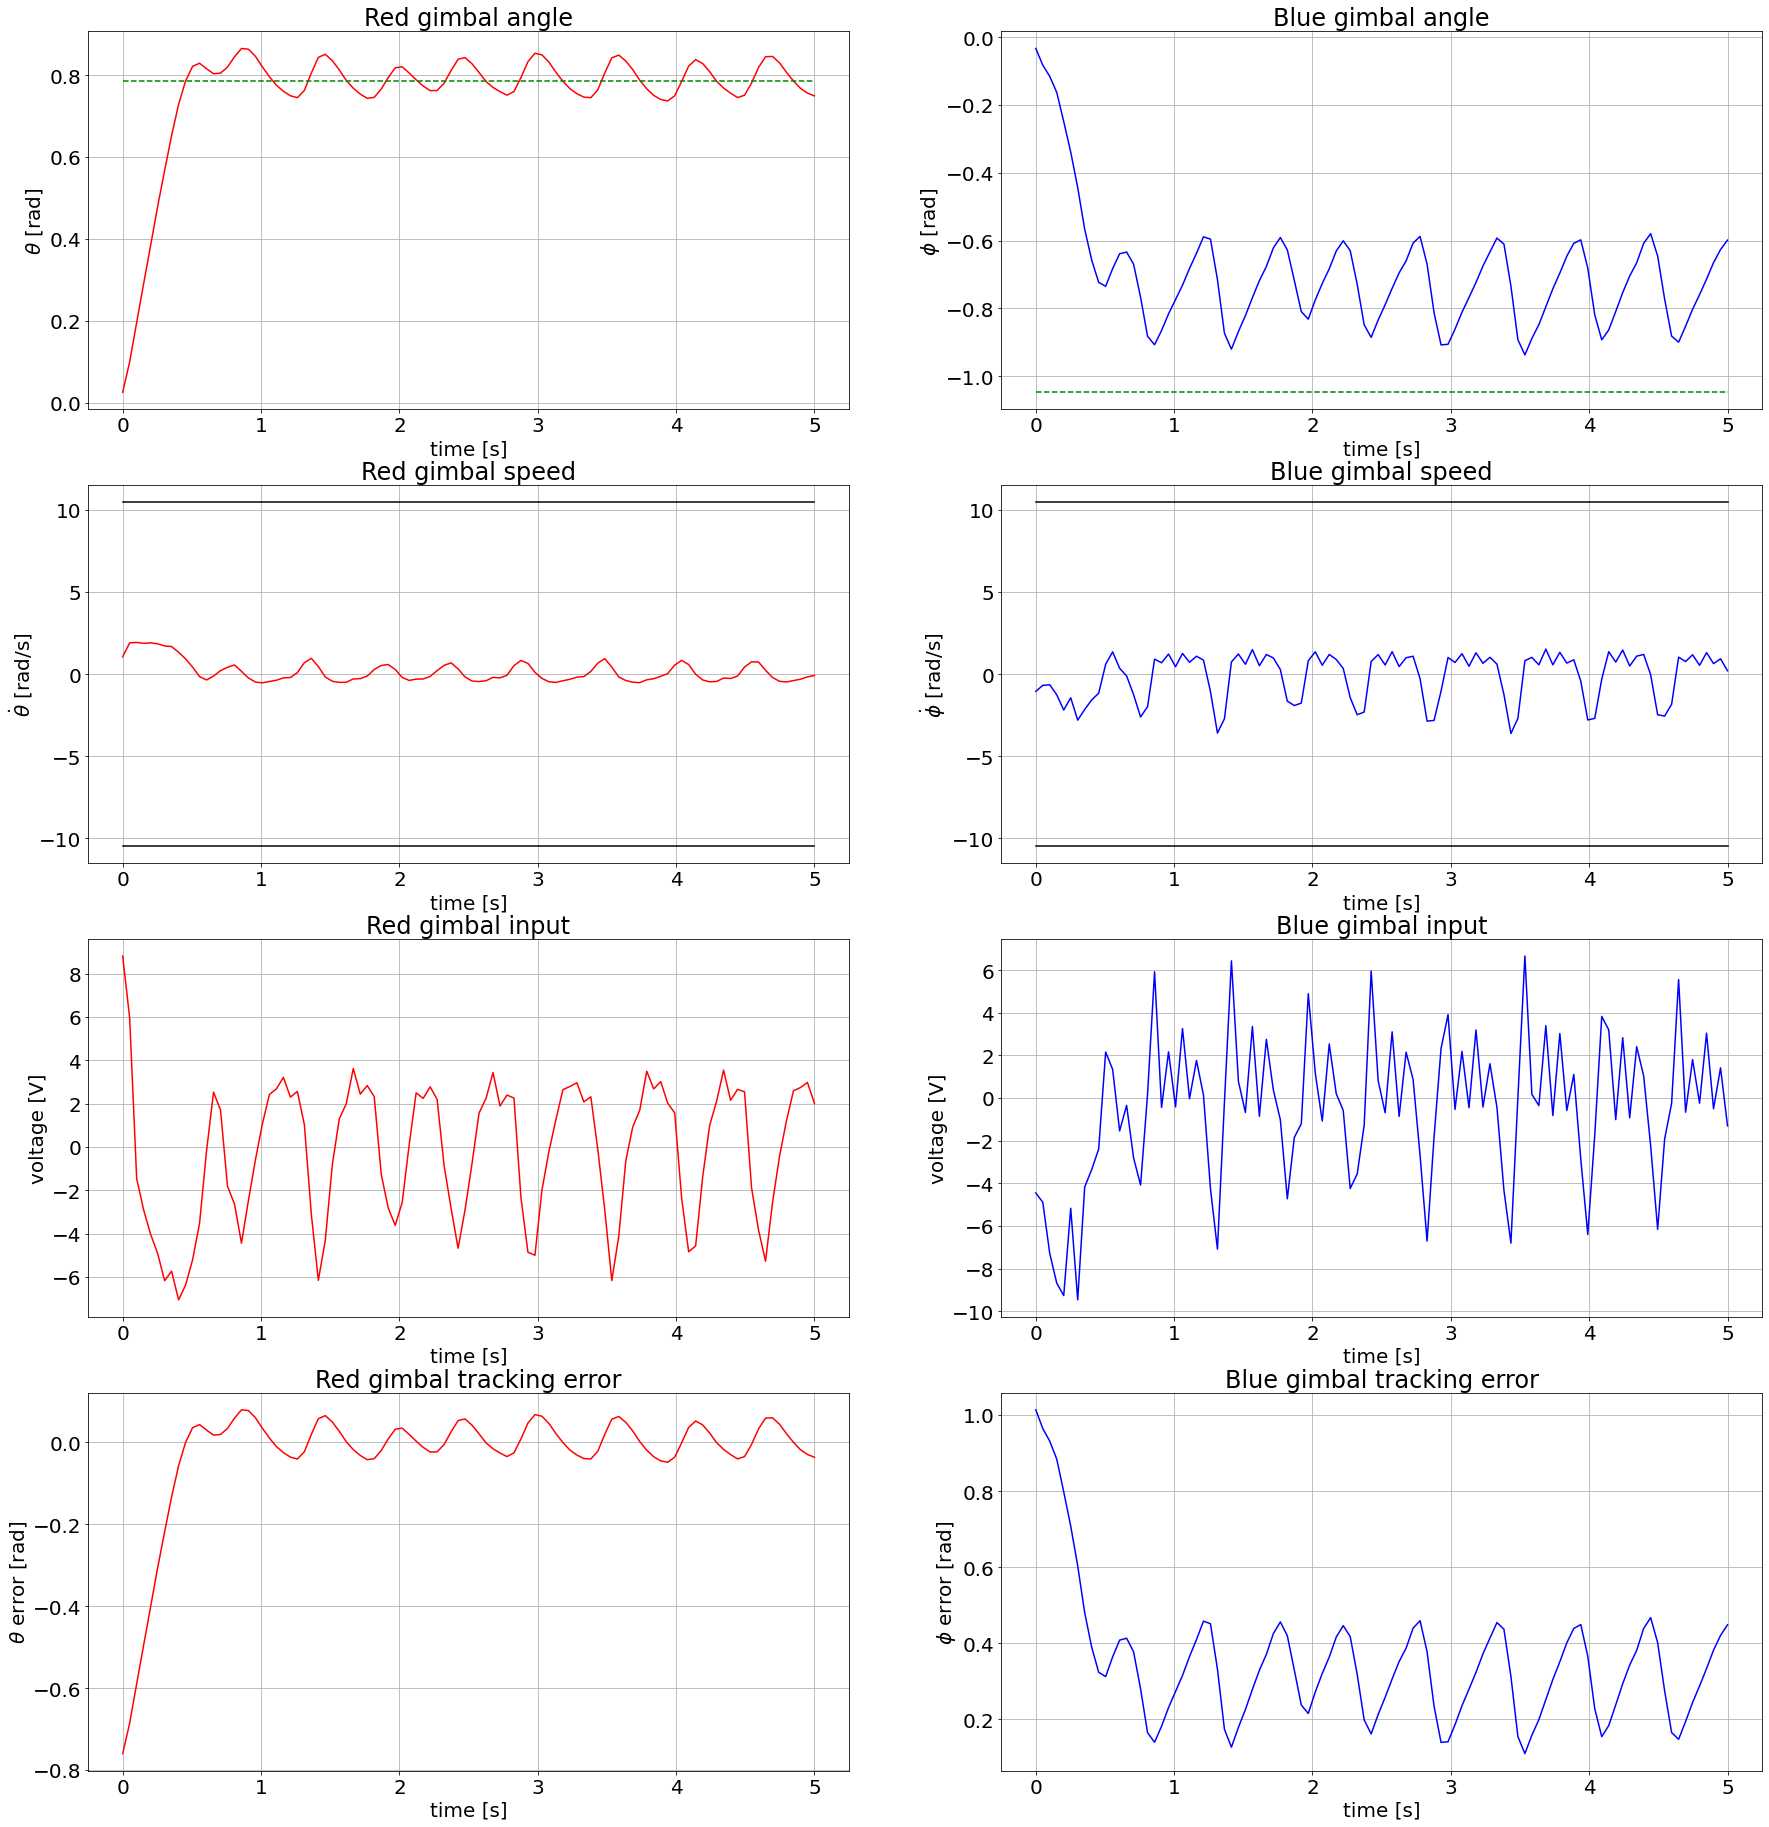 Red gimbal angle
θ [rad]
0.8
0.6
0.4
0.2
0.0
0 1 2 3 4 5
time [s]
Blue gimbal angle
ϕ [rad]
0.0
−0.2
−0.4
−0.6
−0.8
−1.0
0 1 2 3 4 5
time [s]
Red gimbal speed
θ̇ [rad/s]
10
5
0
−5
−10
0 1 2 3 4 5
time [s]
Blue gimbal speed
ϕ̇ [rad/s]
10
5
0
−5
−10
0 1 2 3 4 5
time [s]
Red gimbal input
voltage [V]
8
6
4
2
0
−2
−4
−6
0 1 2 3 4 5
time [s]
Blue gimbal input
voltage [V]
6
4
2
0
−2
−4
−6
−8
−10
0 1 2 3 4 5
time [s]
Red gimbal tracking error
θ error [rad]
0.0
−0.2
−0.4
−0.6
−0.8
0 1 2 3 4 5
time [s]
Blue gimbal tracking error
ϕ error [rad]
1.0
0.8
0.6
0.4
0.2
0 1 2 3 4 5
time [s]